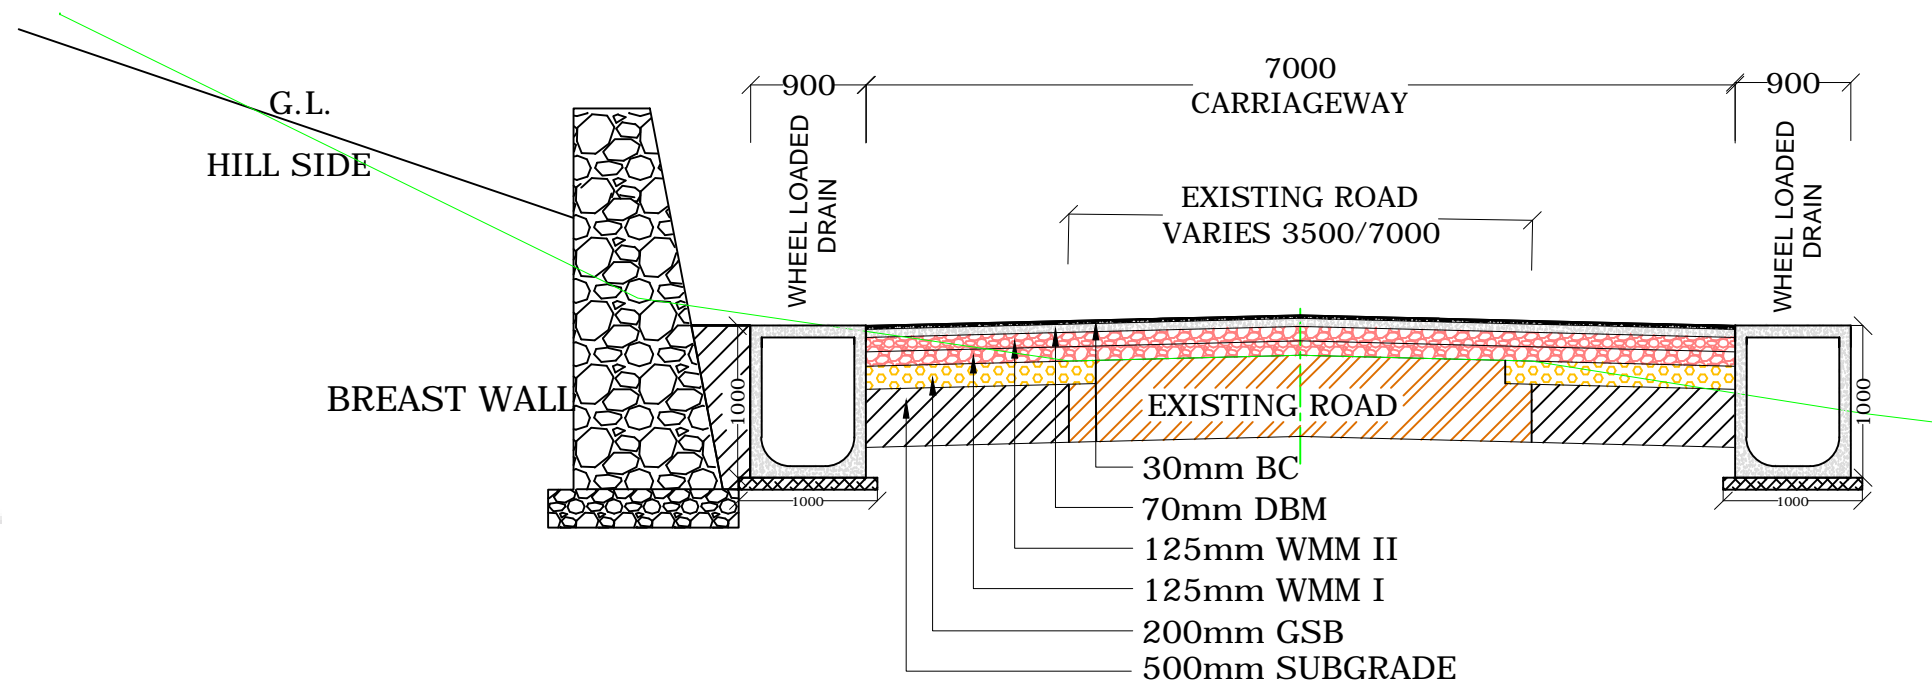 900
7000
CARRIAGEWAY
900
G.L.
HILL SIDE
WHEEL LOADED
DRAIN
EXISTING ROAD
VARIES 3500/7000
WHEEL LOADED
DRAIN
BREAST WALL
1000
EXISTING ROAD
1000
1000
1000
30mm BC
70mm DBM
125mm WMM II
125mm WMM I
200mm GSB
500mm SUBGRADE